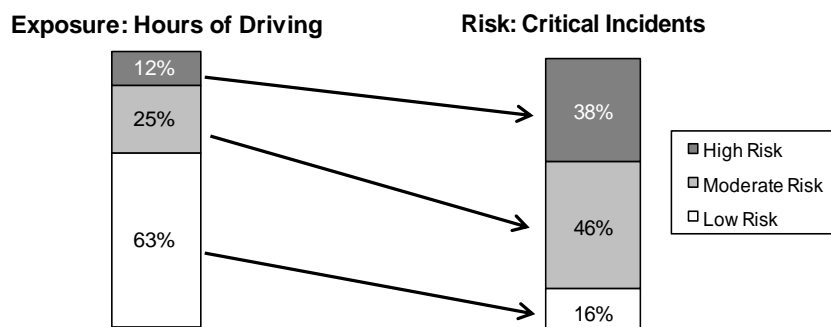 Exposure: Hours of Driving
Risk: Critical Incidents
12%
25%
63%
38%
46%
16%
High Risk
Moderate Risk
Low Risk